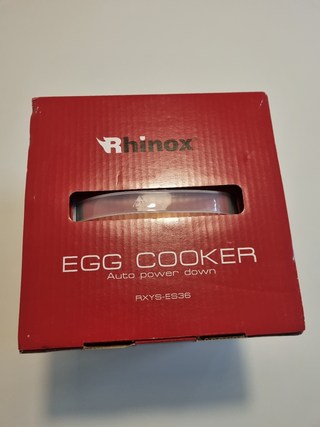 Rhinox
EGG COOKER
Auto power down
RXYS-ES36